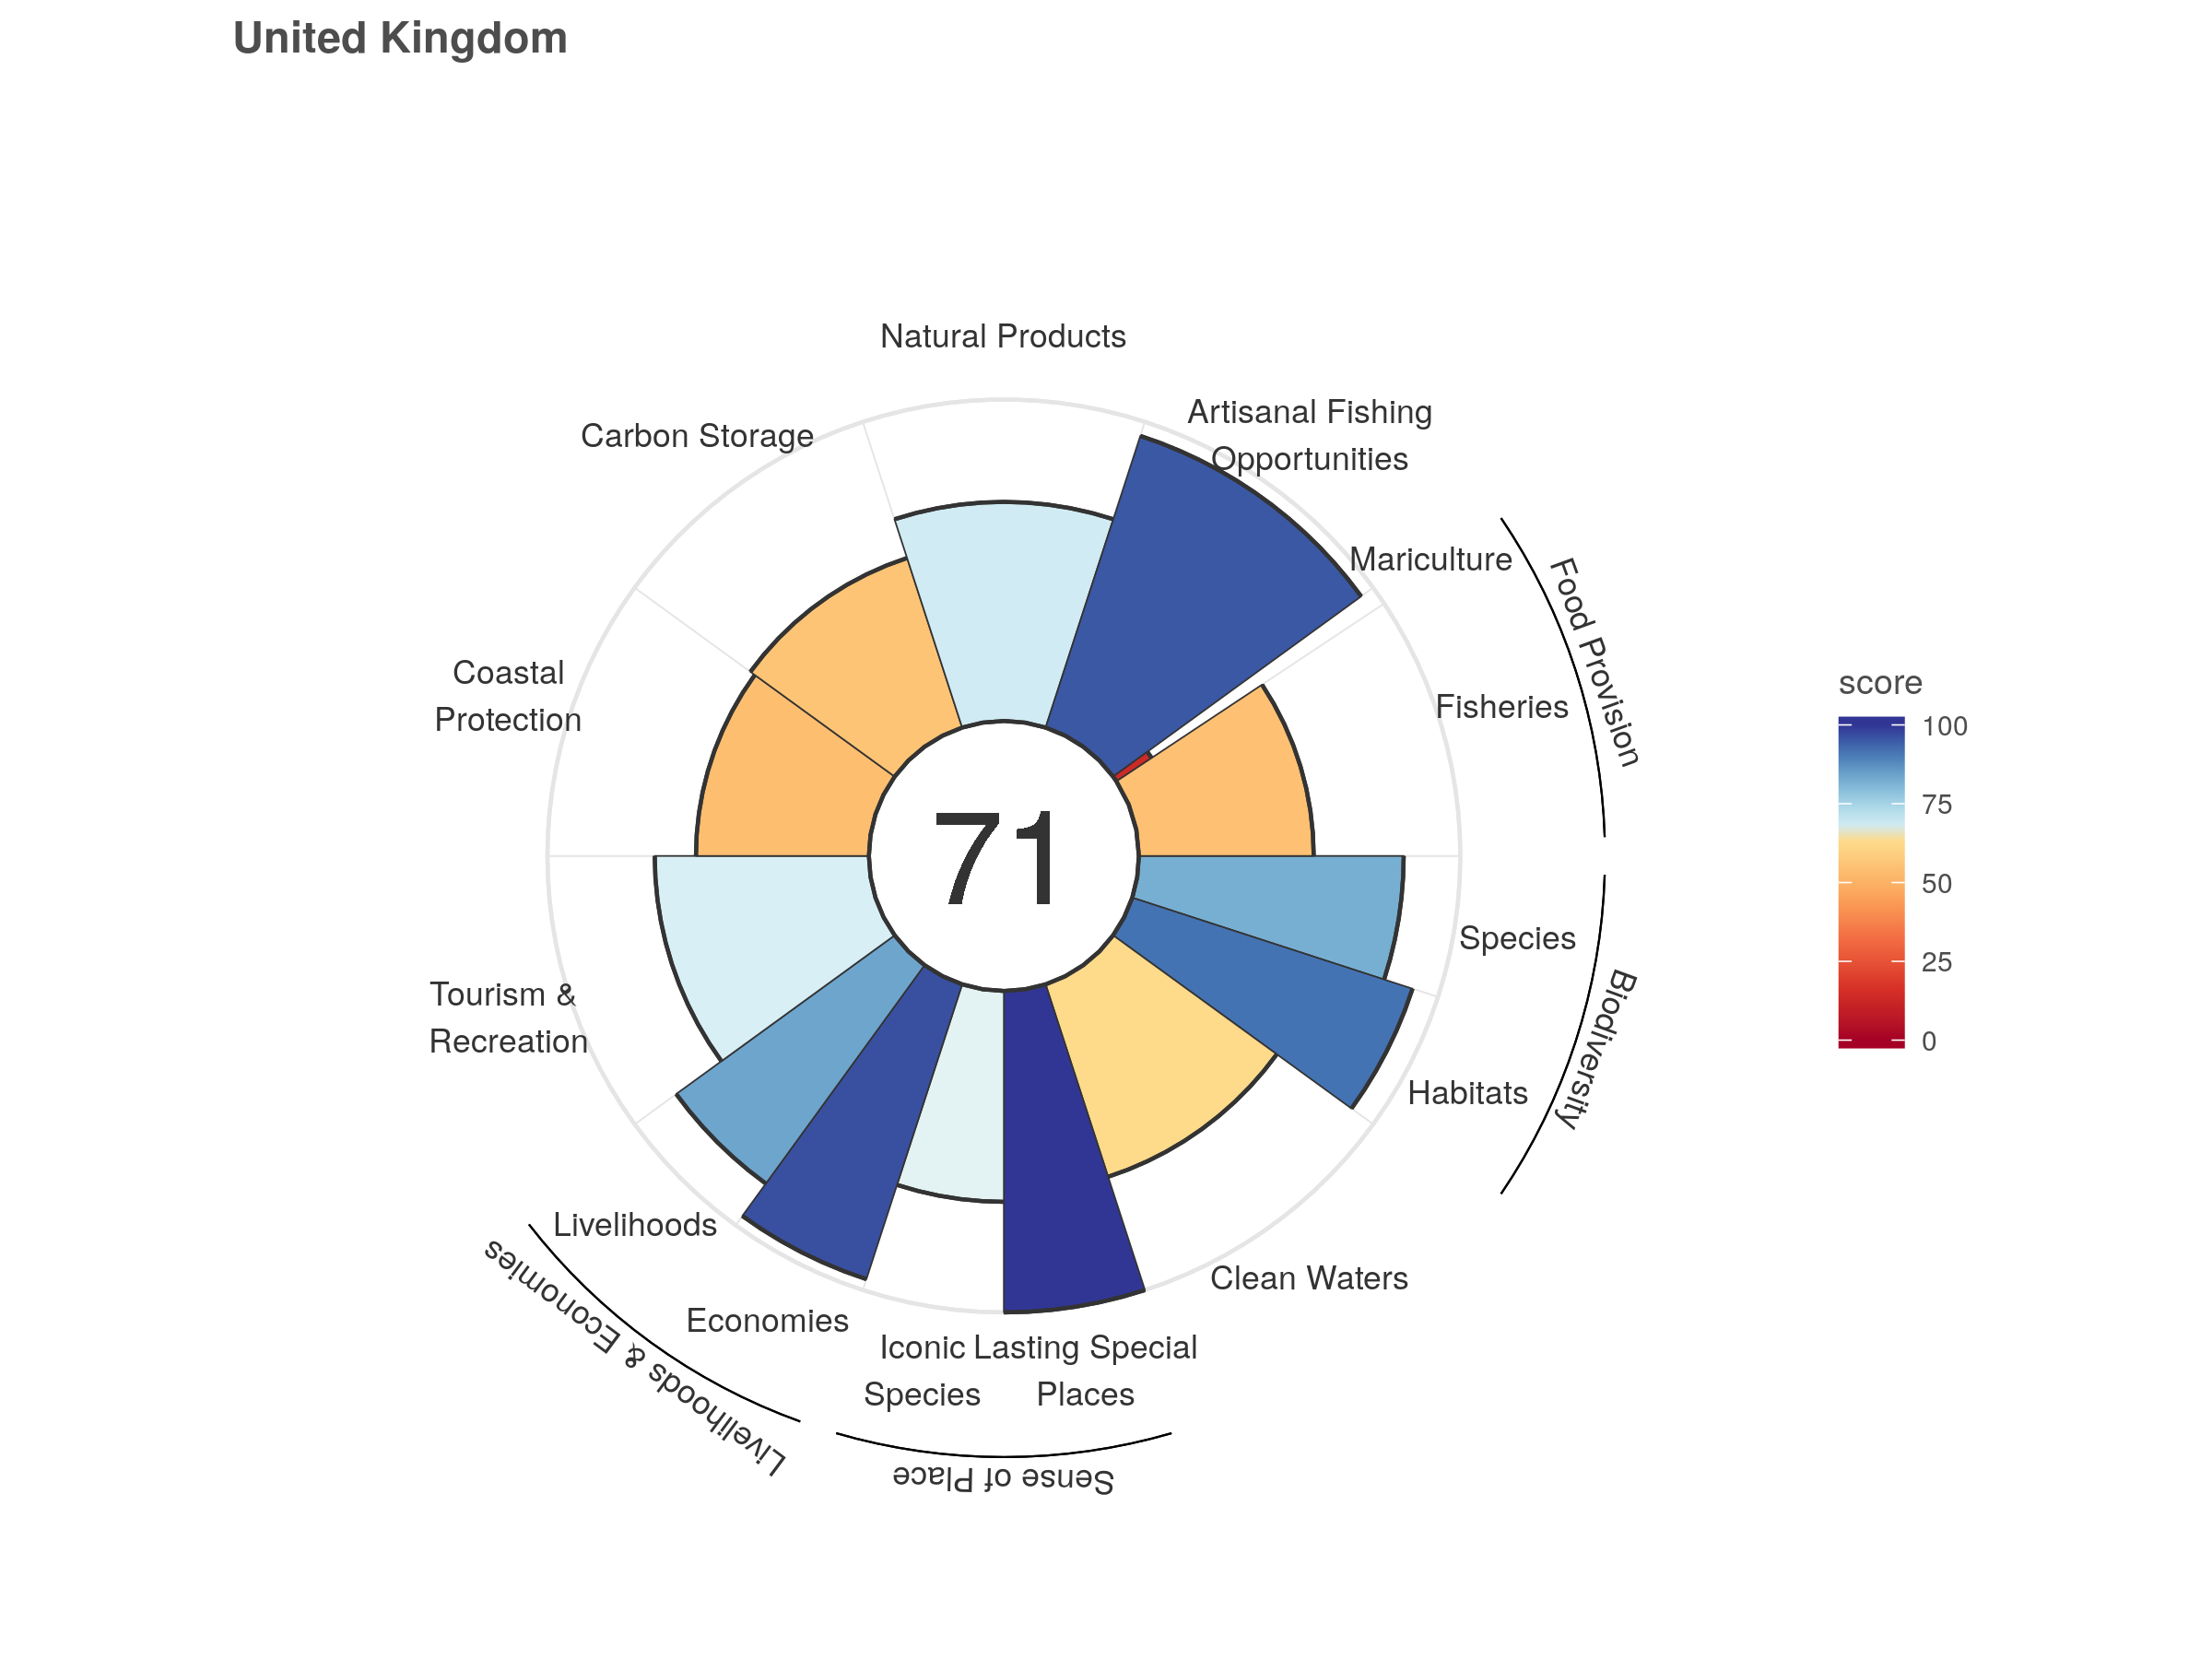 United Kingdom
Natural Products
Artisanal Fishing
Opportunities
Carbon Storage
Mariculture
Food Provision
Coastal
Protection
Fisheries
score
100
75
50
25
0
71
Species
Biodiversity
Tourism &
Recreation
Habitats
Livelihoods
Clean Waters
Economies
Livelihoods & Economies
Iconic
Species
Lasting Special
Places
Sense of Place